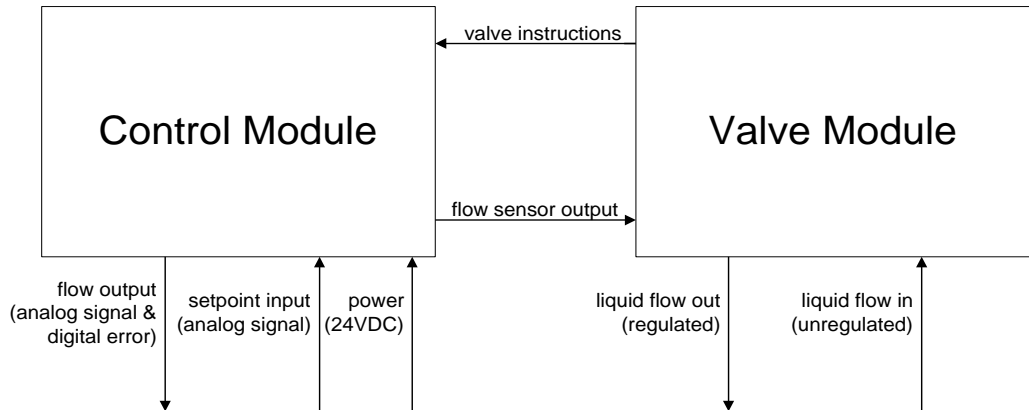 valve instructions
Control Module
Valve Module
flow sensor output
flow output
(analog signal &
digital error)
setpoint input
(analog signal)
power
(24VDC)
liquid flow out
(regulated)
liquid flow in
(unregulated)